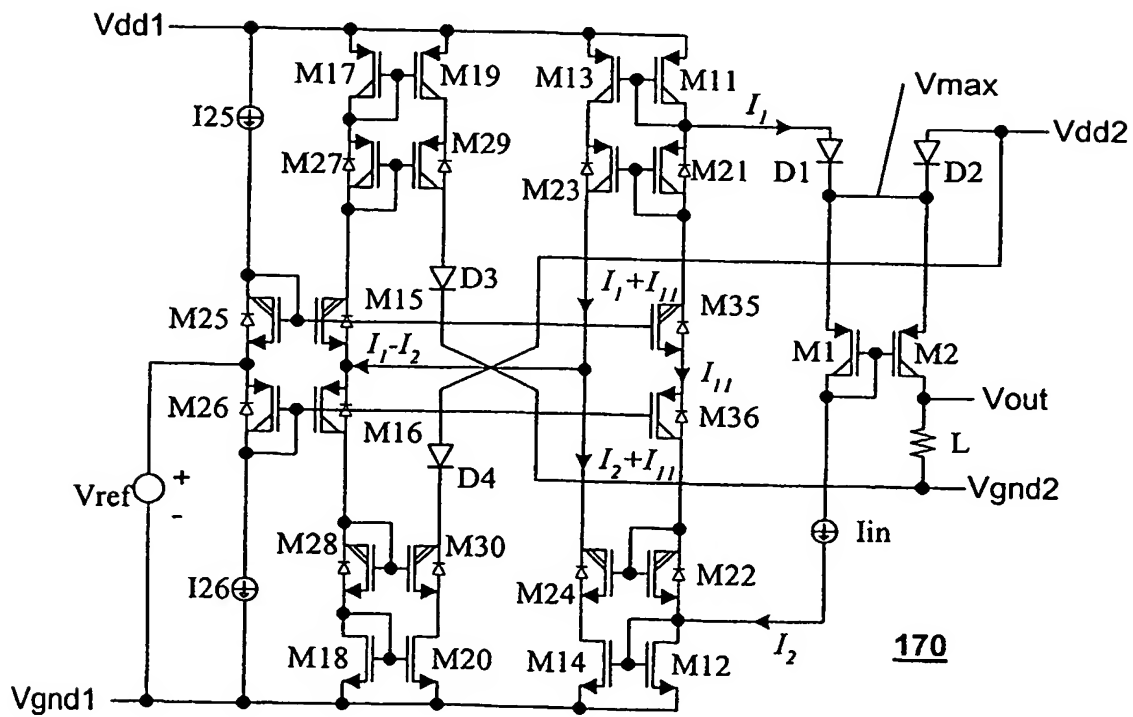 Vdd1
M17
M19
M13
M11
I₁
Vmax
Vdd2
I25
M27
M29
M23
M21
D1
D2
D3
I₁+I₁₁
M25
M15
M35
I₁-I₂
I₁₁
M1
M2
M26
M16
M36
Vout
L
Vref
+
-
D4
I₂+I₁₁
Vgnd2
M28
M30
Iin
I26
M24
M22
M18
M20
M14
M12
I₂
170
Vgnd1